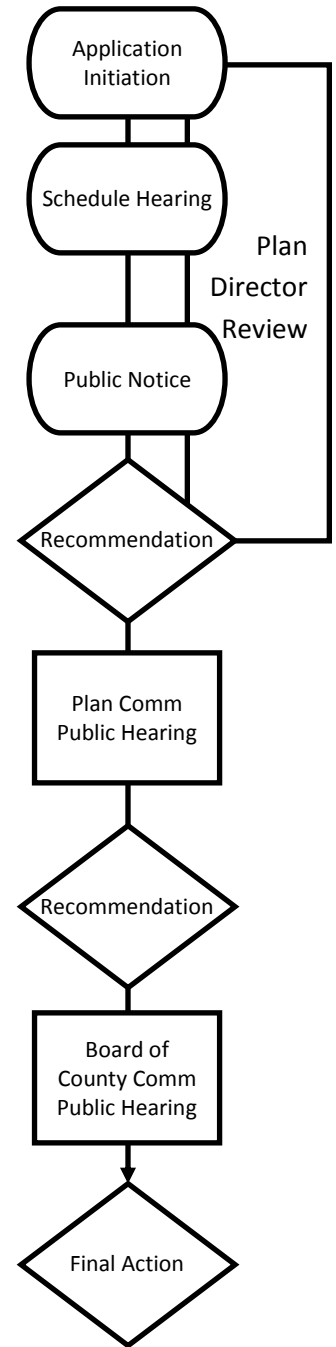 Application
Initiation
Schedule Hearing
Plan
Director
Review
Public Notice
Recommendation
Plan Comm
Public Hearing
Recommendation
Board of
County Comm
Public Hearing
Final Action